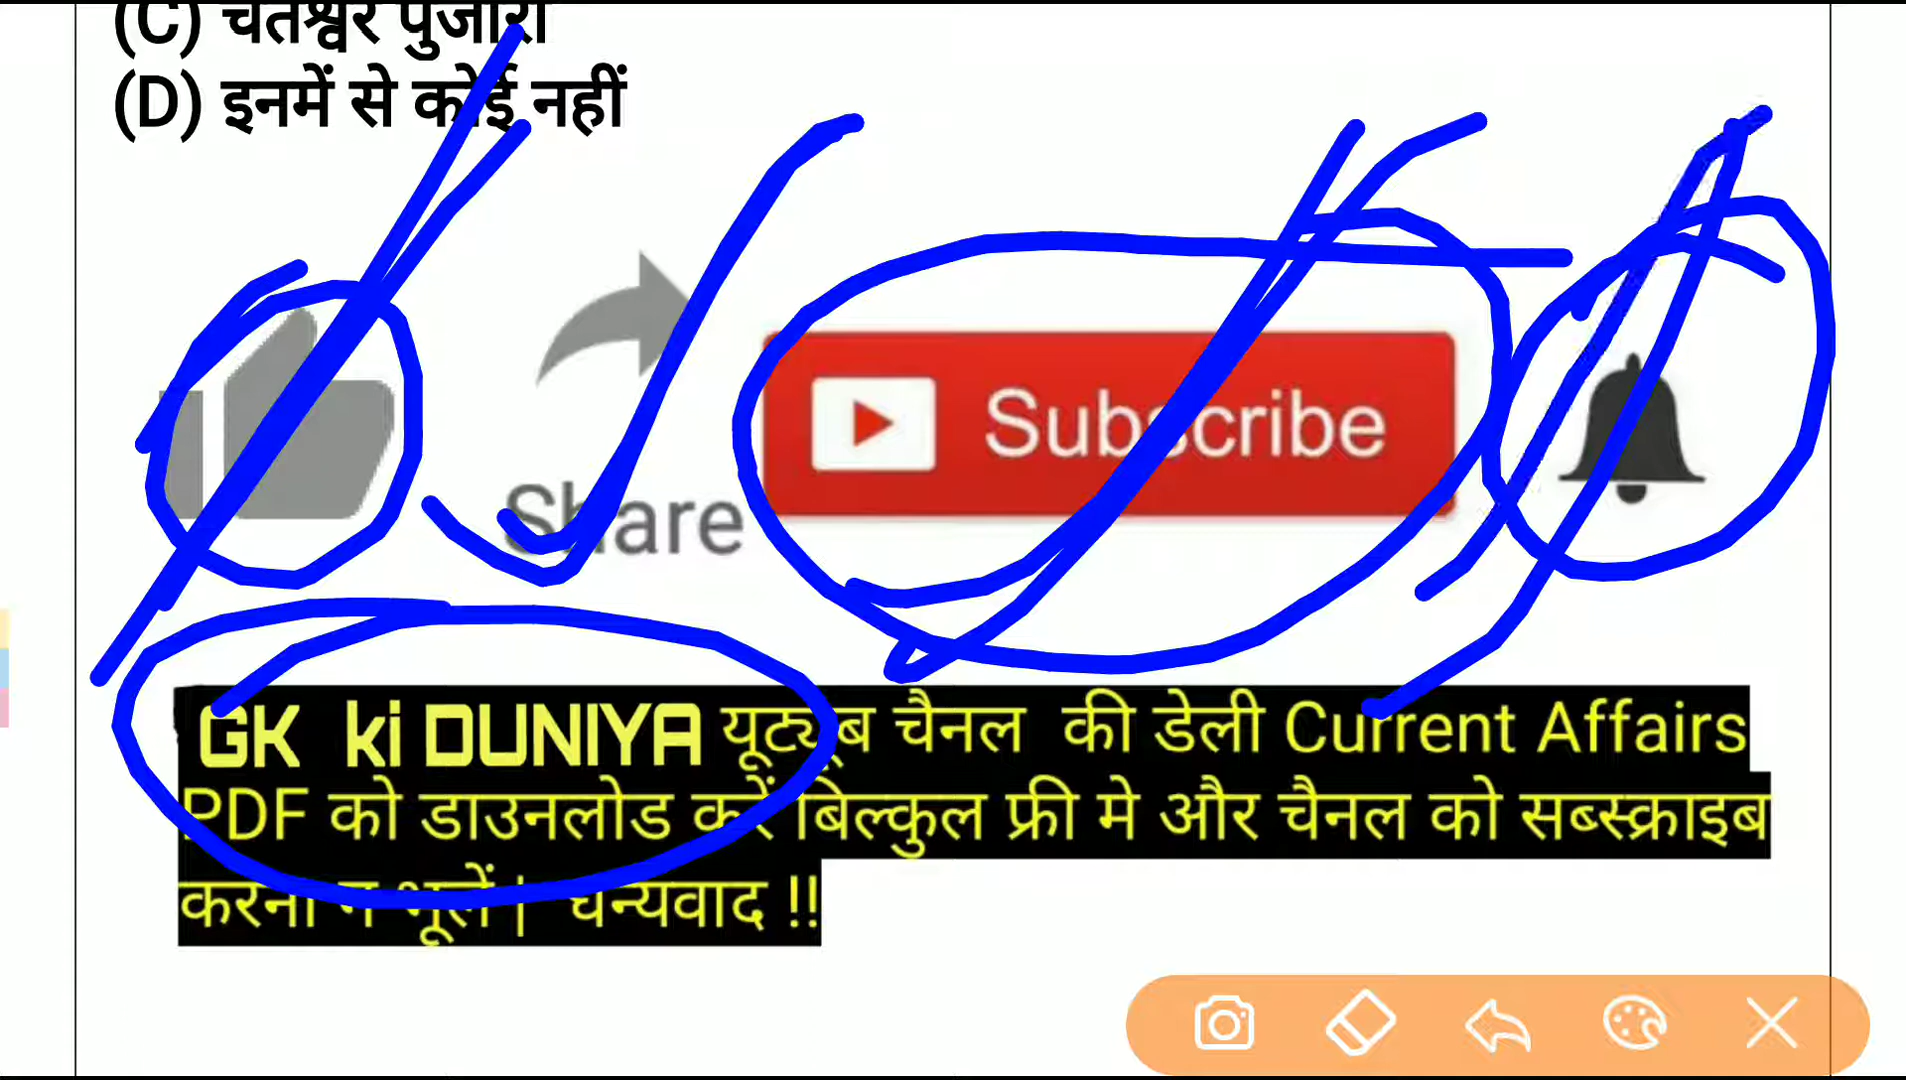 (C) चेतेश्वर पुजारा
(D) इनमें से कोई नहीं
Share
Subscribe
GK ki DUNIYA यूट्यूब चैनल की डेली Current Affairs
PDF को डाउनलोड करें बिल्कुल फ्री मे और चैनल को सब्स्क्राइब
करना न भूलें | धन्यवाद !!